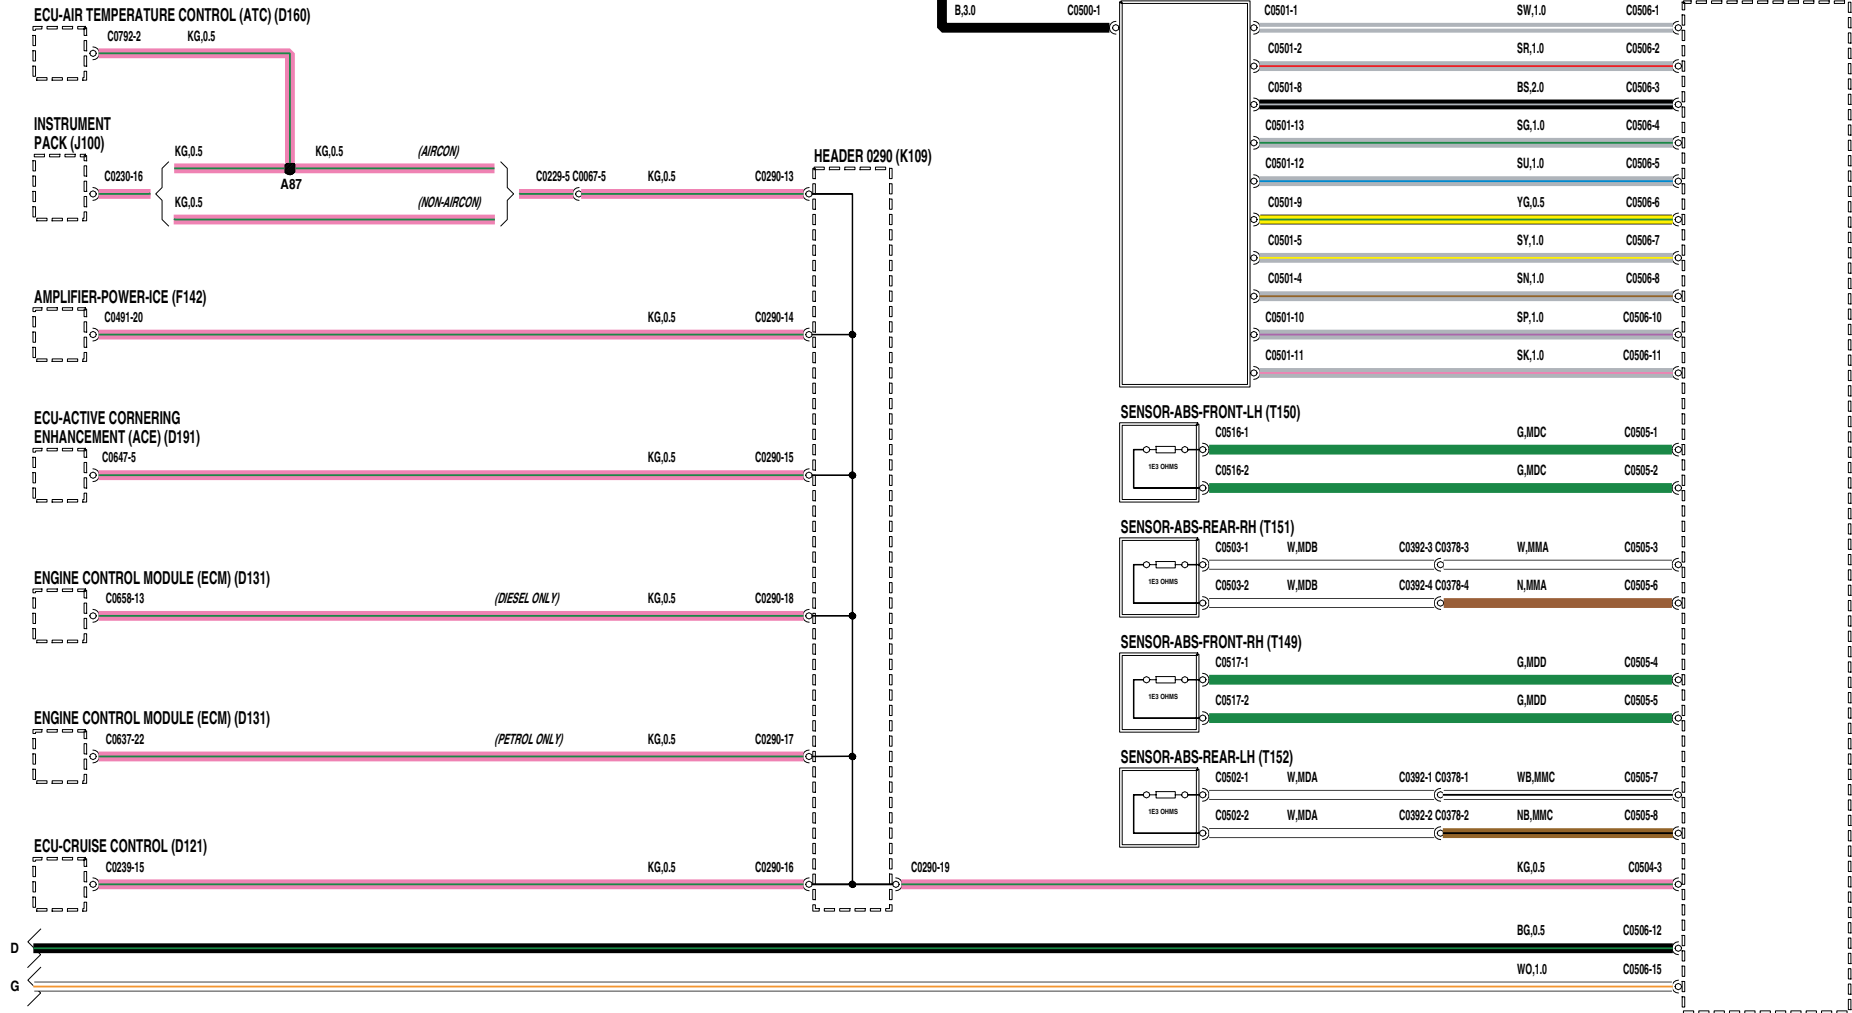 ECU-AIR TEMPERATURE CONTROL (ATC) (D160)
C0792-2 KG,0.5
INSTRUMENT
PACK (J100)
C0230-16
KG,0.5 KG,0.5 (AIRCON)
A87
KG,0.5 (NON-AIRCON)
C0229-5 C0067-5 KG,0.5 C0290-13
HEADER 0290 (K109)
AMPLIFIER-POWER-ICE (F142)
C0491-20 KG,0.5 C0290-14
ECU-ACTIVE CORNERING
ENHANCEMENT (ACE) (D191)
C0647-5 KG,0.5 C0290-15
ENGINE CONTROL MODULE (ECM) (D131)
C0658-13 (DIESEL ONLY) KG,0.5 C0290-18
ENGINE CONTROL MODULE (ECM) (D131)
C0637-22 (PETROL ONLY) KG,0.5 C0290-17
ECU-CRUISE CONTROL (D121)
C0239-15 KG,0.5 C0290-16
C0290-19 KG,0.5 C0504-3
D BG,0.5 C0506-12
G WO,1.0 C0506-15
B,3.0 C0500-1
C0501-1 SW,1.0 C0506-1
C0501-2 SR,1.0 C0506-2
C0501-8 BS,2.0 C0506-3
C0501-13 SG,1.0 C0506-4
C0501-12 SU,1.0 C0506-5
C0501-9 YG,0.5 C0506-6
C0501-5 SY,1.0 C0506-7
C0501-4 SN,1.0 C0506-8
C0501-10 SP,1.0 C0506-10
C0501-11 SK,1.0 C0506-11
SENSOR-ABS-FRONT-LH (T150)
C0516-1 G,MDC C0505-1
1E3 OHMS
C0516-2 G,MDC C0505-2
SENSOR-ABS-REAR-RH (T151)
C0503-1 W,MDB C0392-3 C0378-3 W,MMA C0505-3
1E3 OHMS
C0503-2 W,MDB C0392-4 C0378-4 N,MMA C0505-6
SENSOR-ABS-FRONT-RH (T149)
C0517-1 G,MDD C0505-4
1E3 OHMS
C0517-2 G,MDD C0505-5
SENSOR-ABS-REAR-LH (T152)
C0502-1 W,MDA C0392-1 C0378-1 WB,MMC C0505-7
1E3 OHMS
C0502-2 W,MDA C0392-2 C0378-2 NB,MMC C0505-8